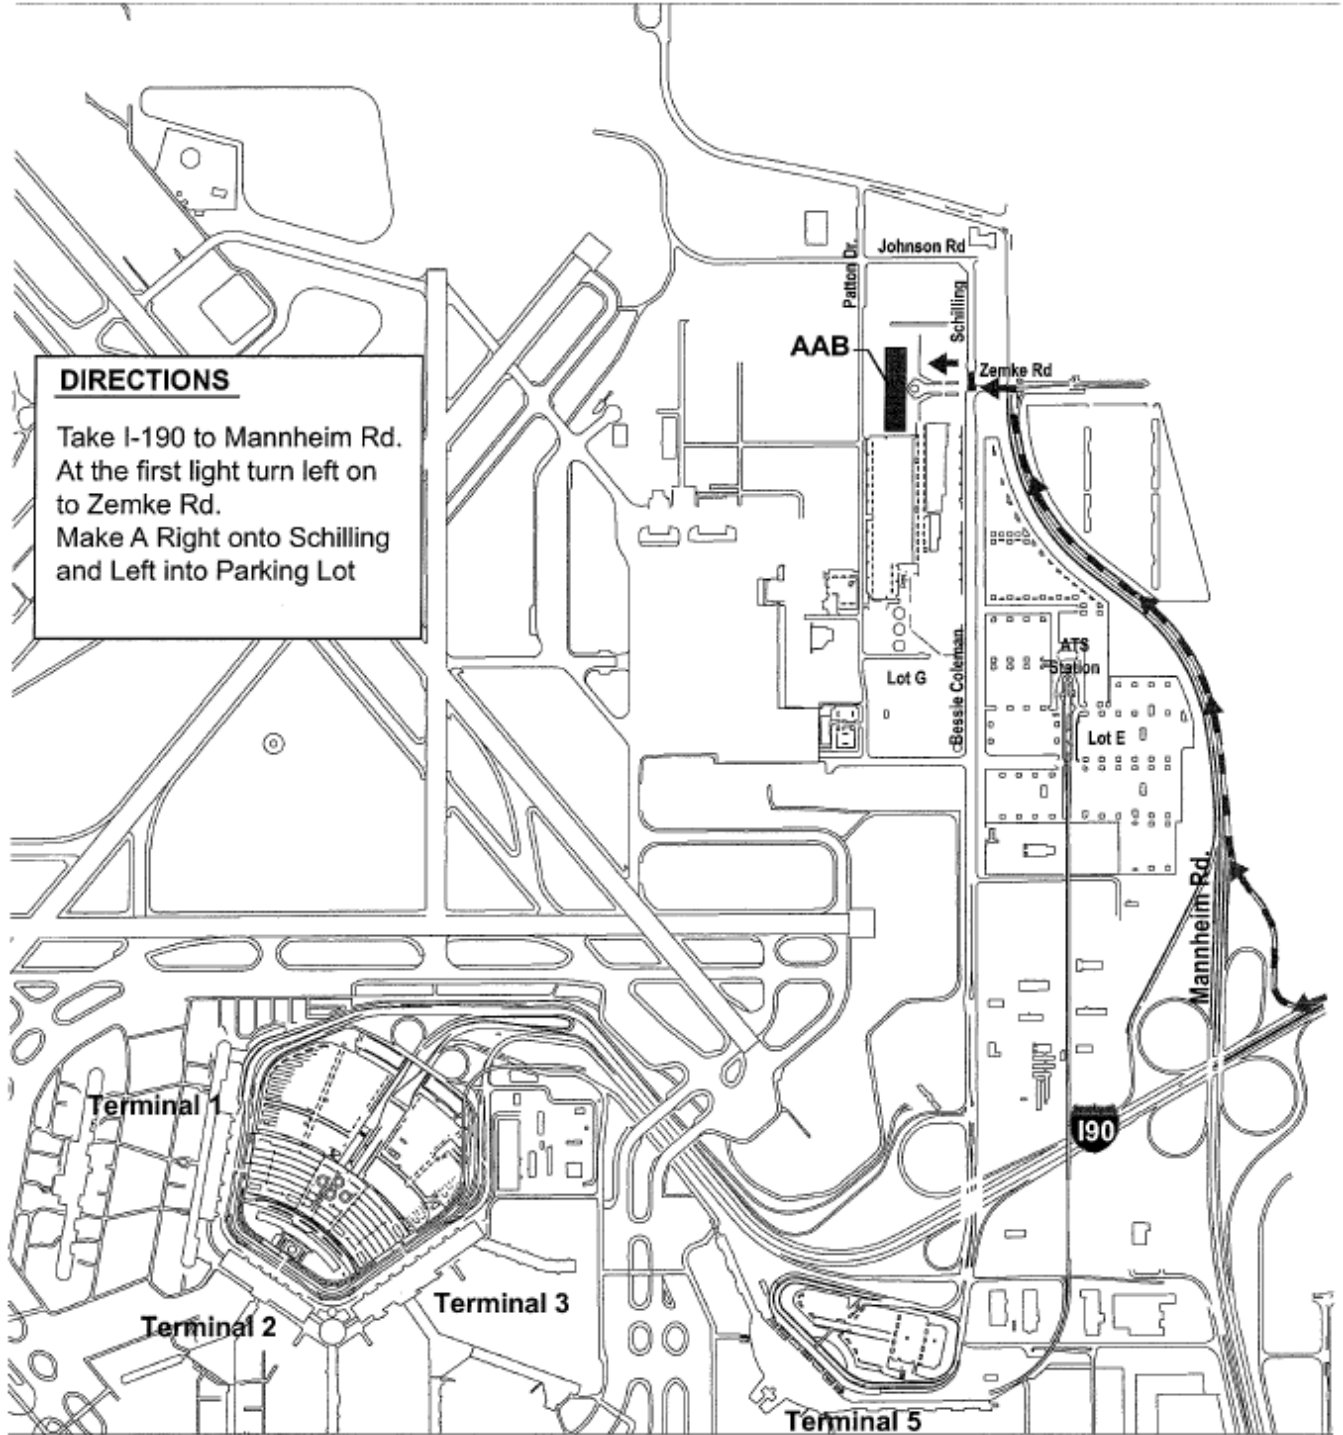 Johnson Rd
Patton Dr.
Schilling
AAB
Zemke Rd
DIRECTIONS
Take I-190 to Mannheim Rd.
At the first light turn left on
to Zemke Rd.
Make A Right onto Schilling
and Left into Parking Lot
Bessie Coleman
ATS
Station
Lot G
Lot E
Mannheim Rd.
Terminal 1
I90
Terminal 3
Terminal 2
Terminal 5